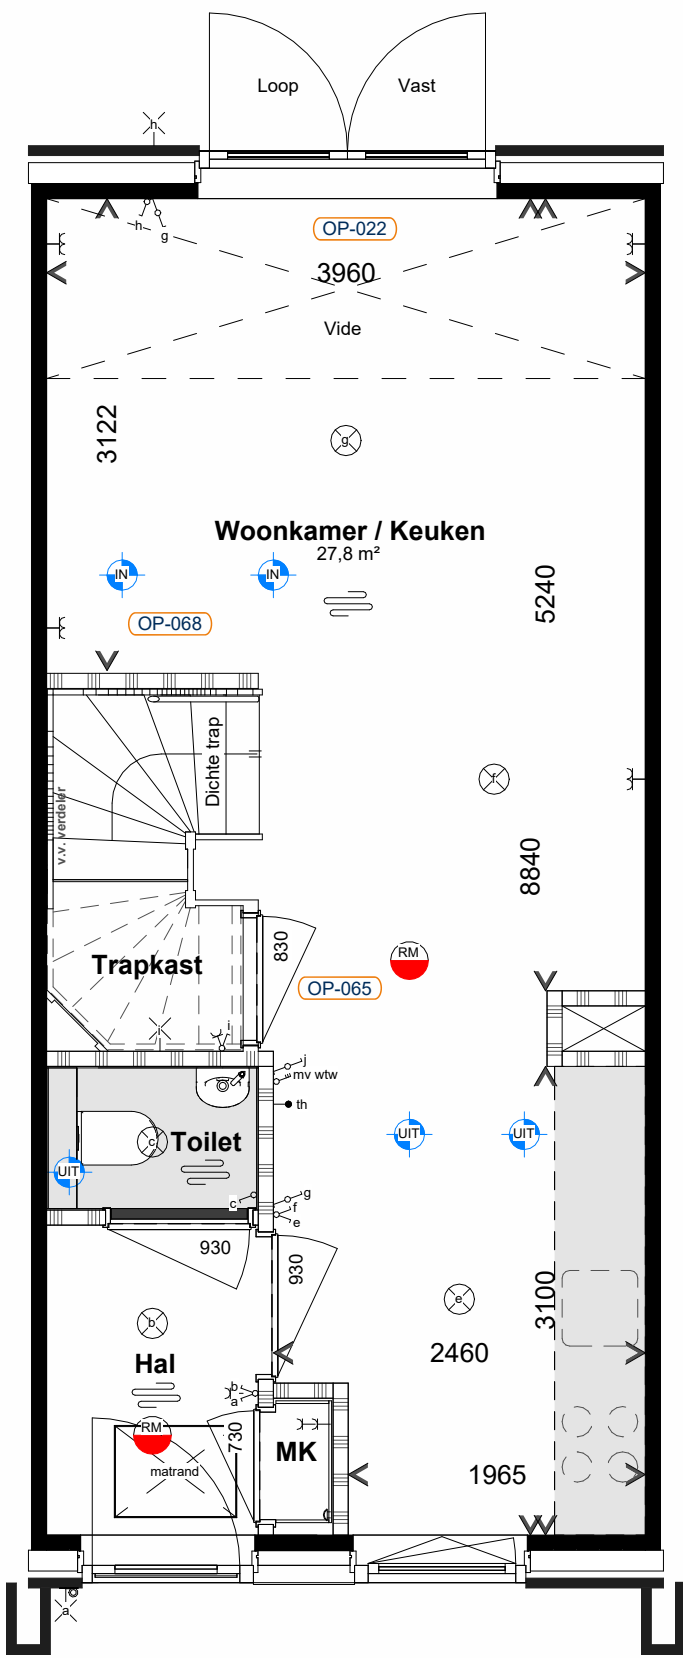 Loop
Vast
h
h
g
OP-022
3960
Vide
3122
g
Woonkamer / Keuken
27,8 m²
IN
IN
5240
OP-068
Dichte trap
f
v.v. verdeler
8840
830
RM
Trapkast
OP-065
i
i
j
mv wtw
th
UIT
UIT
c
Toilet
UIT
c
g
f
e
930
930
b
e
3100
2460
Hal
b
a
RM
730
MK
matrand
1965
a